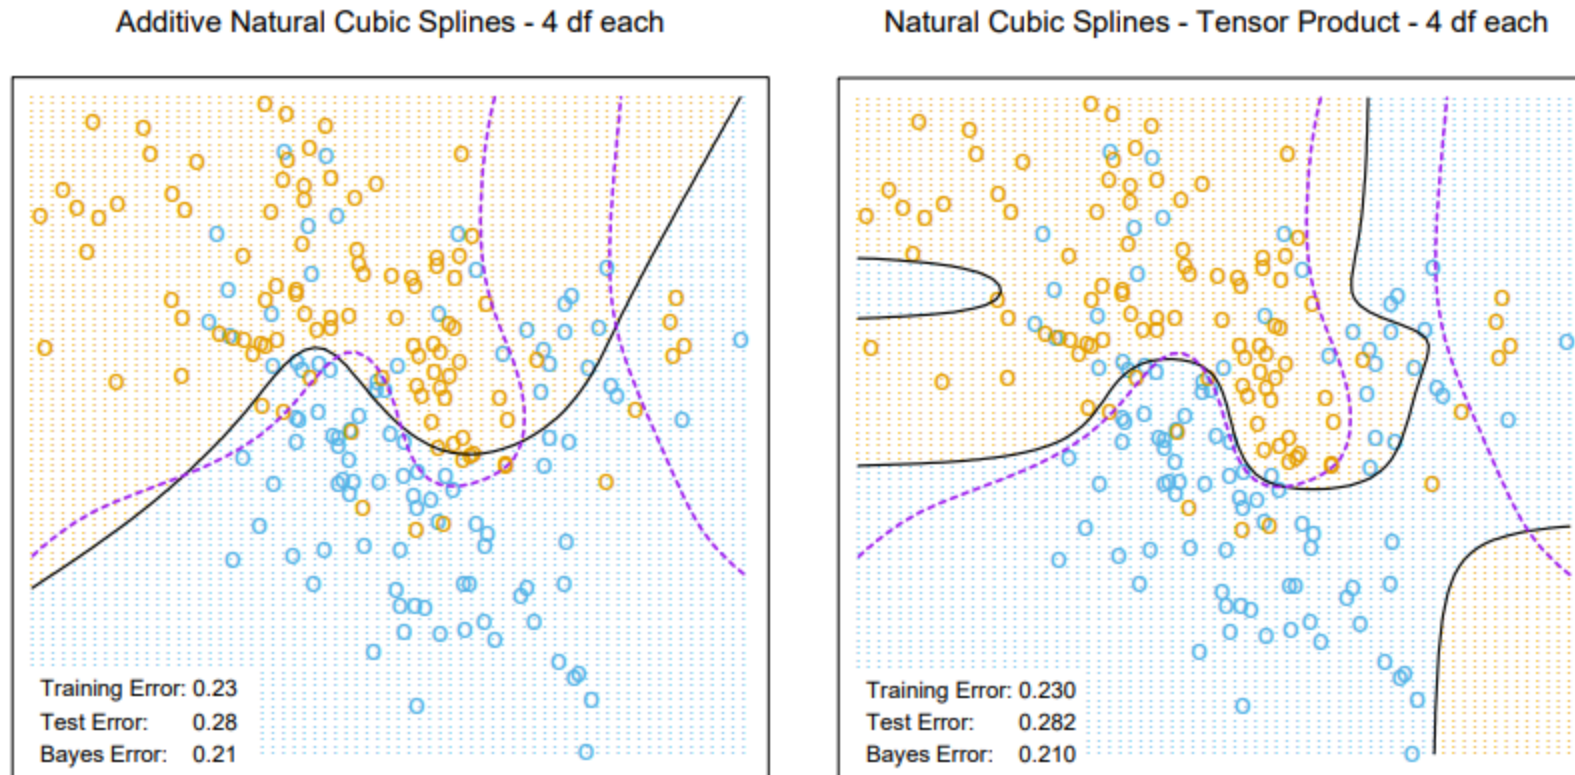 Additive Natural Cubic Splines - 4 df each
Training Error: 0.23
Test Error: 0.28
Bayes Error: 0.21
Natural Cubic Splines - Tensor Product - 4 df each
Training Error: 0.230
Test Error: 0.282
Bayes Error: 0.210